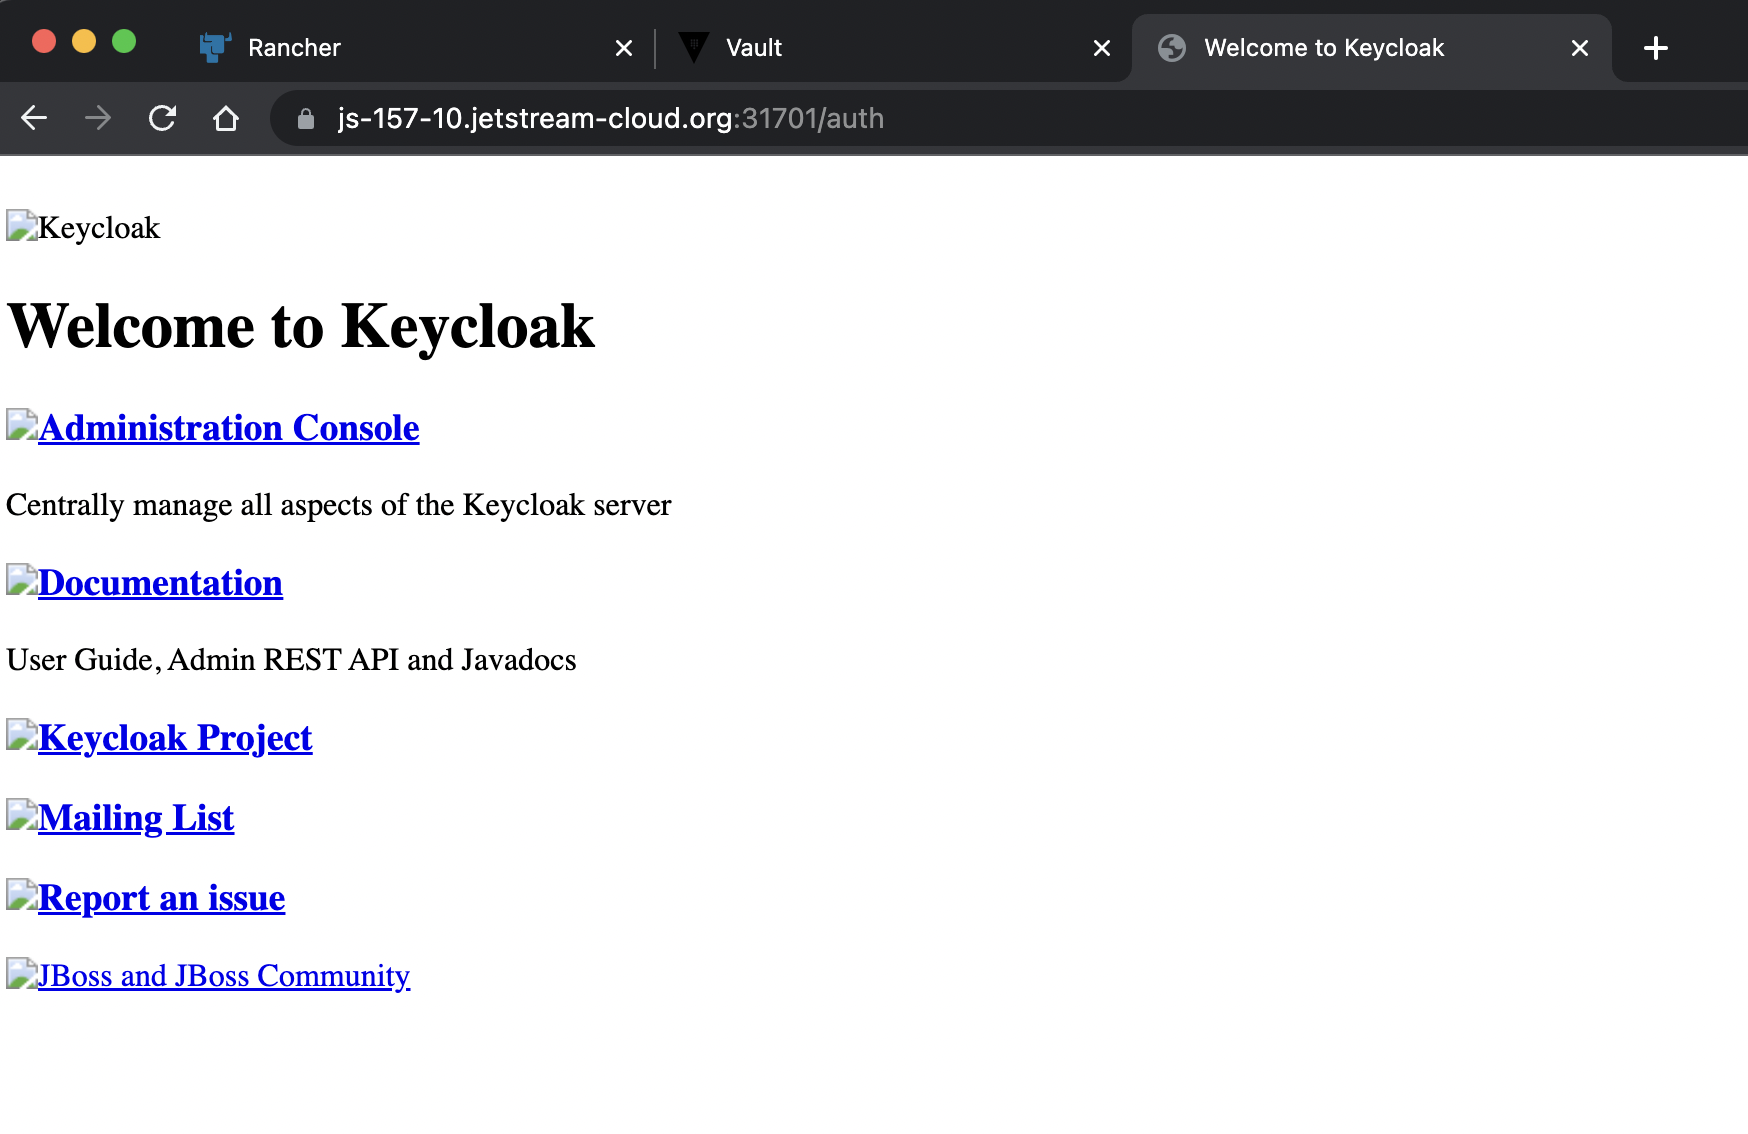 Rancher
Vault
Welcome to Keycloak
js-157-10.jetstream-cloud.org:31701/auth
Keycloak
Welcome to Keycloak
Administration Console
Centrally manage all aspects of the Keycloak server
Documentation
User Guide, Admin REST API and Javadocs
Keycloak Project
Mailing List
Report an issue
JBoss and JBoss Community